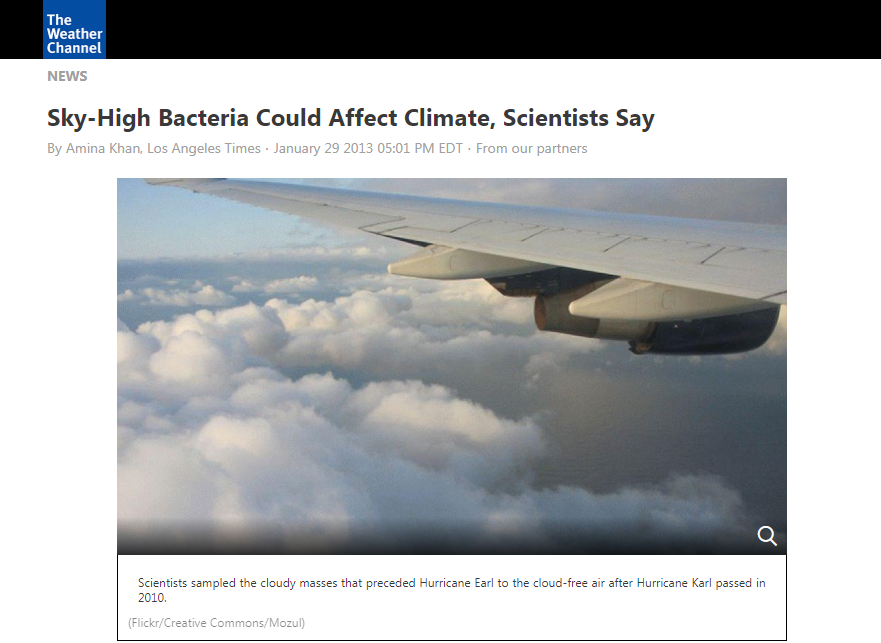 The
Weather
Channel
NEWS
Sky-High Bacteria Could Affect Climate, Scientists Say
By Amina Khan, Los Angeles Times · January 29 2013 05:01 PM EDT · From our partners
Scientists sampled the cloudy masses that preceded Hurricane Earl to the cloud-free air after Hurricane Karl passed in
2010.
(Flickr/Creative Commons/Mozul)